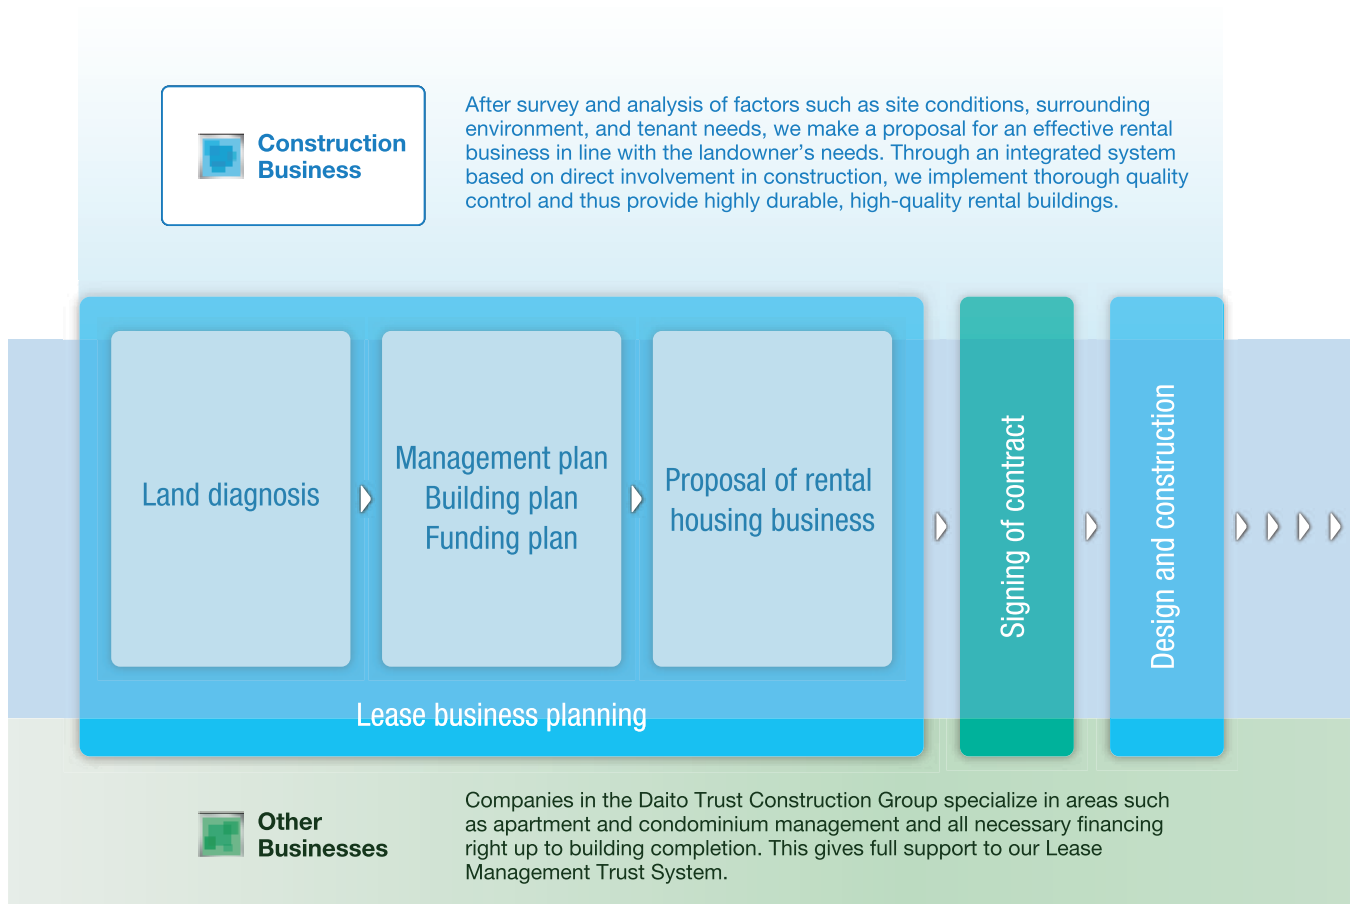 Construction
Business
After survey and analysis of factors such as site conditions, surrounding
environment, and tenant needs, we make a proposal for an effective rental
business in line with the landowner’s needs. Through an integrated system
based on direct involvement in construction, we implement thorough quality
control and thus provide highly durable, high-quality rental buildings.
Land diagnosis
Management plan
Building plan
Funding plan
Proposal of rental
housing business
Lease business planning
Signing of contract
Design and construction
Other
Businesses
Companies in the Daito Trust Construction Group specialize in areas such
as apartment and condominium management and all necessary financing
right up to building completion. This gives full support to our Lease
Management Trust System.